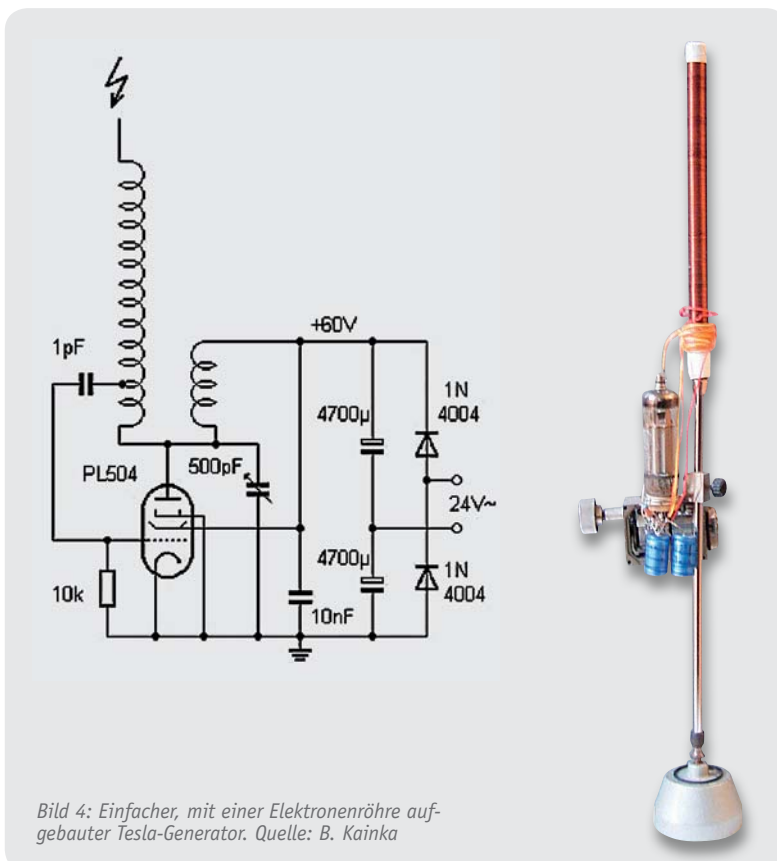 +60V
1pF
1N
4004
4700µ
500pF
PL504
24V~
4700µ
1N
4004
10k
10nF
Bild 4: Einfacher, mit einer Elektronenröhre auf-
gebauter Tesla-Generator. Quelle: B. Kainka